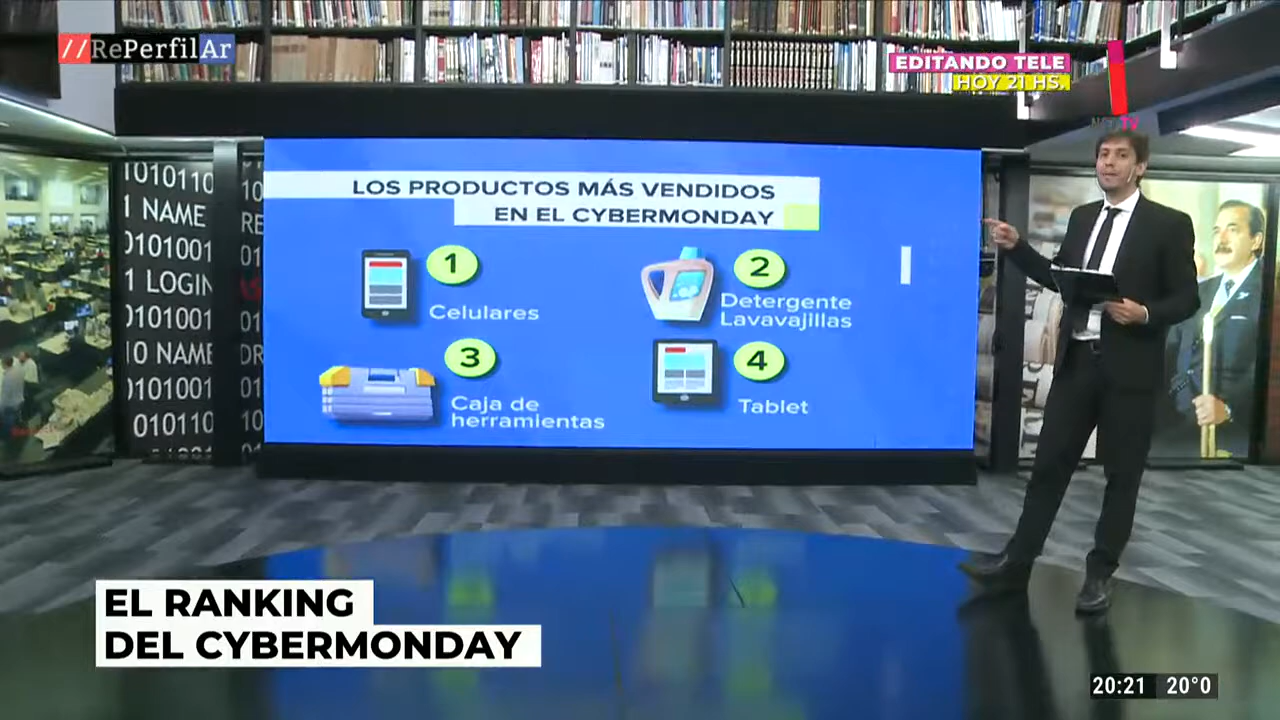 //RePerfilAr
EDITANDO TELE
HOY 21 HS.
NET TV
LOS PRODUCTOS MÁS VENDIDOS
EN EL CYBERMONDAY
1
Celulares
2
Detergente
Lavavajillas
3
Caja de
herramientas
4
Tablet
1010110
1 NAME
0101001
1 LOGIN
0101001
10 NAME
0101001
010110
EL RANKING
DEL CYBERMONDAY
20:21 20°0